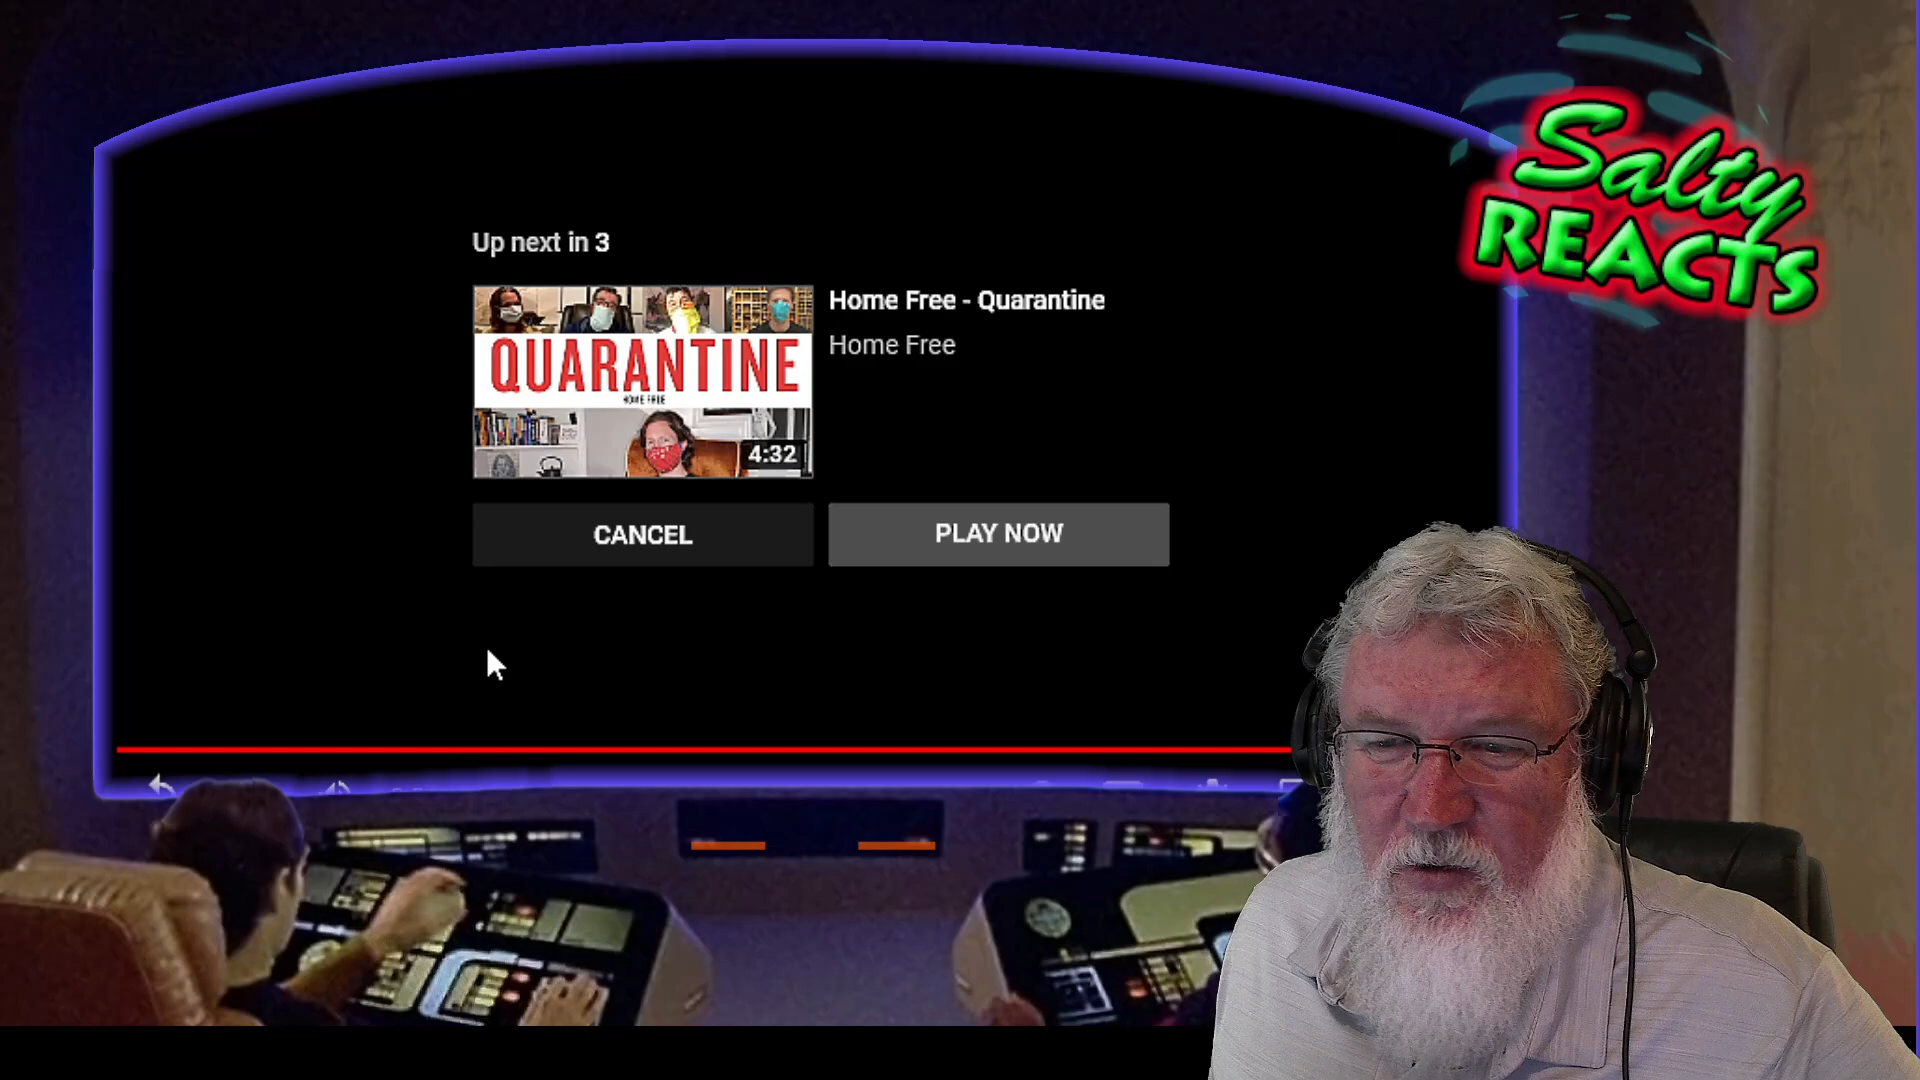 Salty
REACTS
Up next in 3
Home Free - Quarantine
Home Free
QUARANTINE
HOME FREE
4:32
CANCEL
PLAY NOW